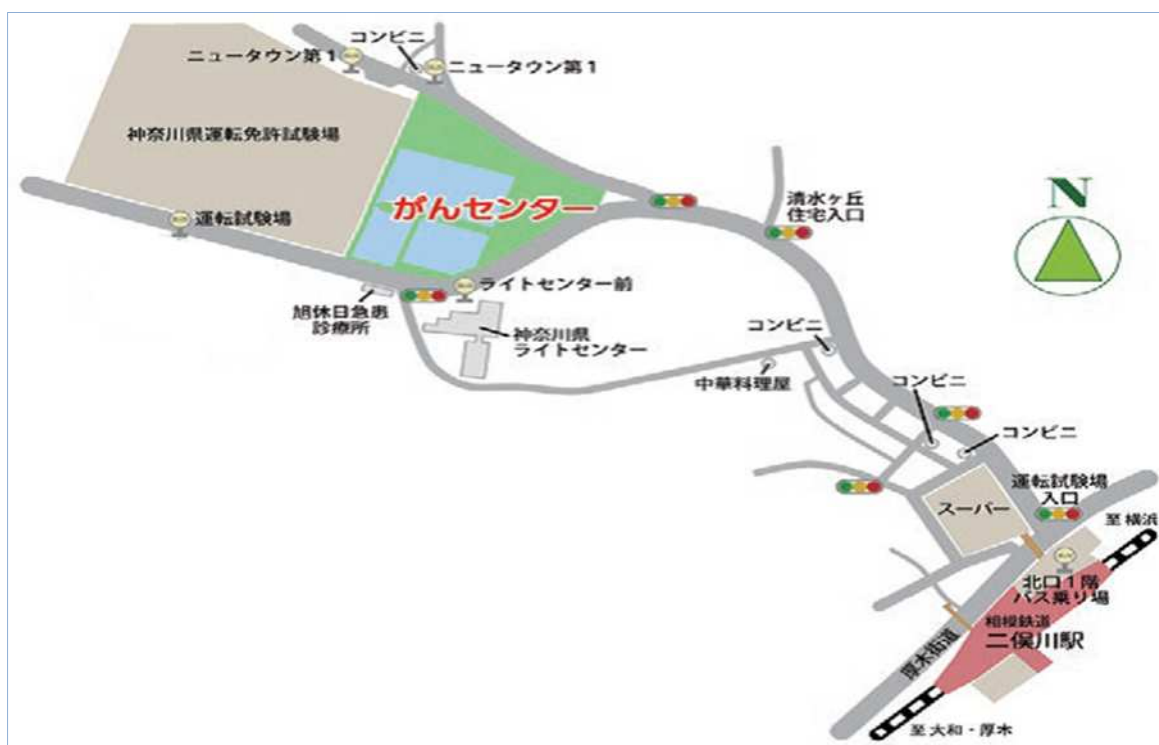 コンビニ
ニュータウン第1
ニュータウン第1
神奈川県運転免許試験場
がんセンター
清水ヶ丘
住宅入口
N
運転試験場
ライトセンター前
旭休日急患
診療所
神奈川県
ライトセンター
コンビニ
中華料理屋
コンビニ
コンビニ
スーパー
運転試験場
入口
至 横浜
北口1階
バス乗り場
相模鉄道
二俣川駅
厚木街道
至 大和・厚木